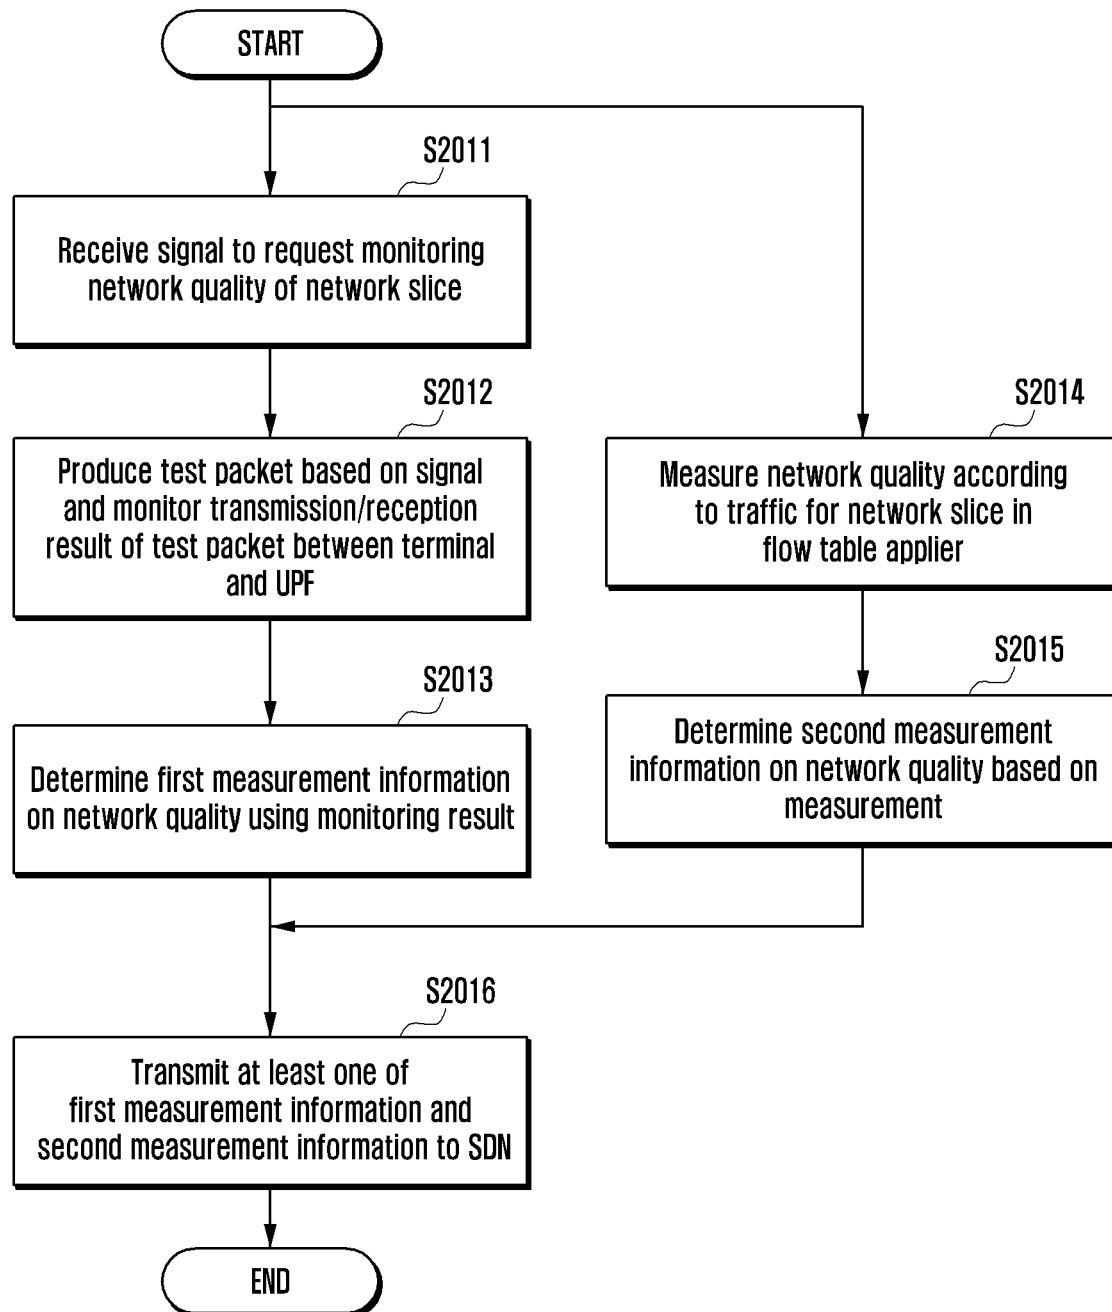 START
S2011
Receive signal to request monitoring
network quality of network slice
S2012
Produce test packet based on signal
and monitor transmission/reception
result of test packet between terminal
and UPF
S2014
Measure network quality according
to traffic for network slice in
flow table applier
S2013
Determine first measurement information
on network quality using monitoring result
S2015
Determine second measurement
information on network quality based on
measurement
S2016
Transmit at least one of
first measurement information and
second measurement information to SDN
END